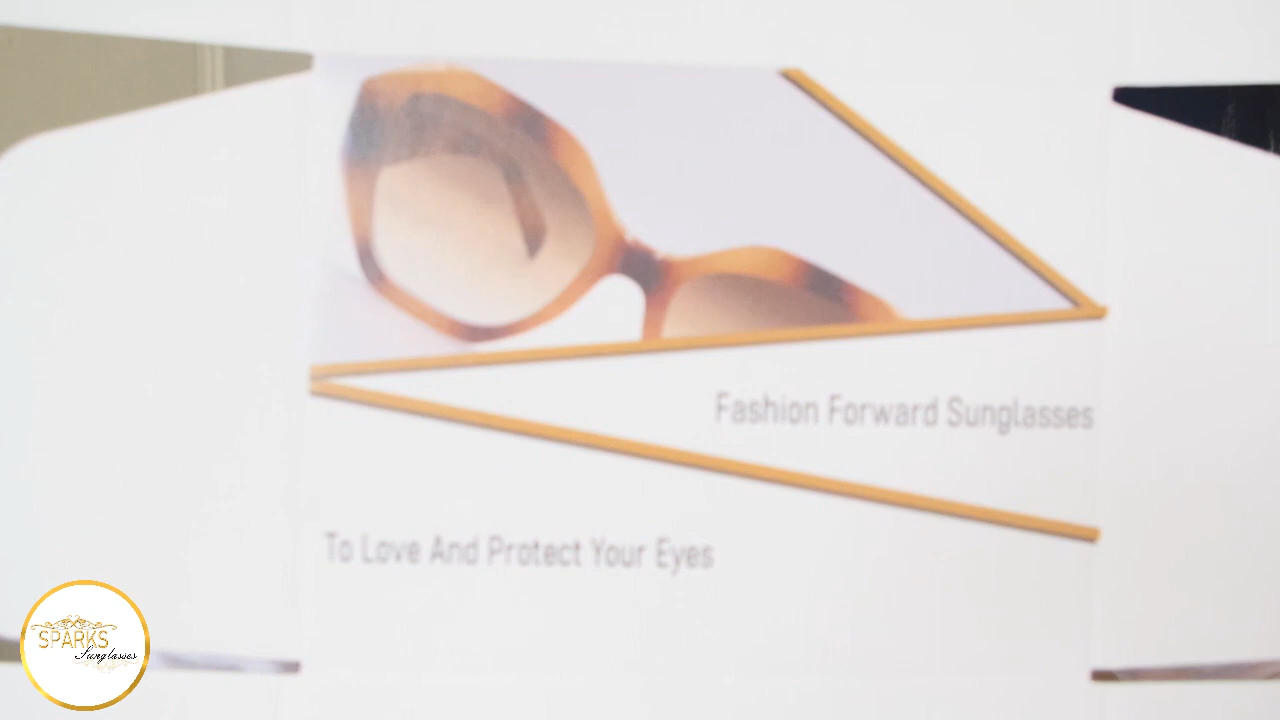 Fashion Forward Sunglasses
To Love And Protect Your Eyes
SPARKS
Sunglasses